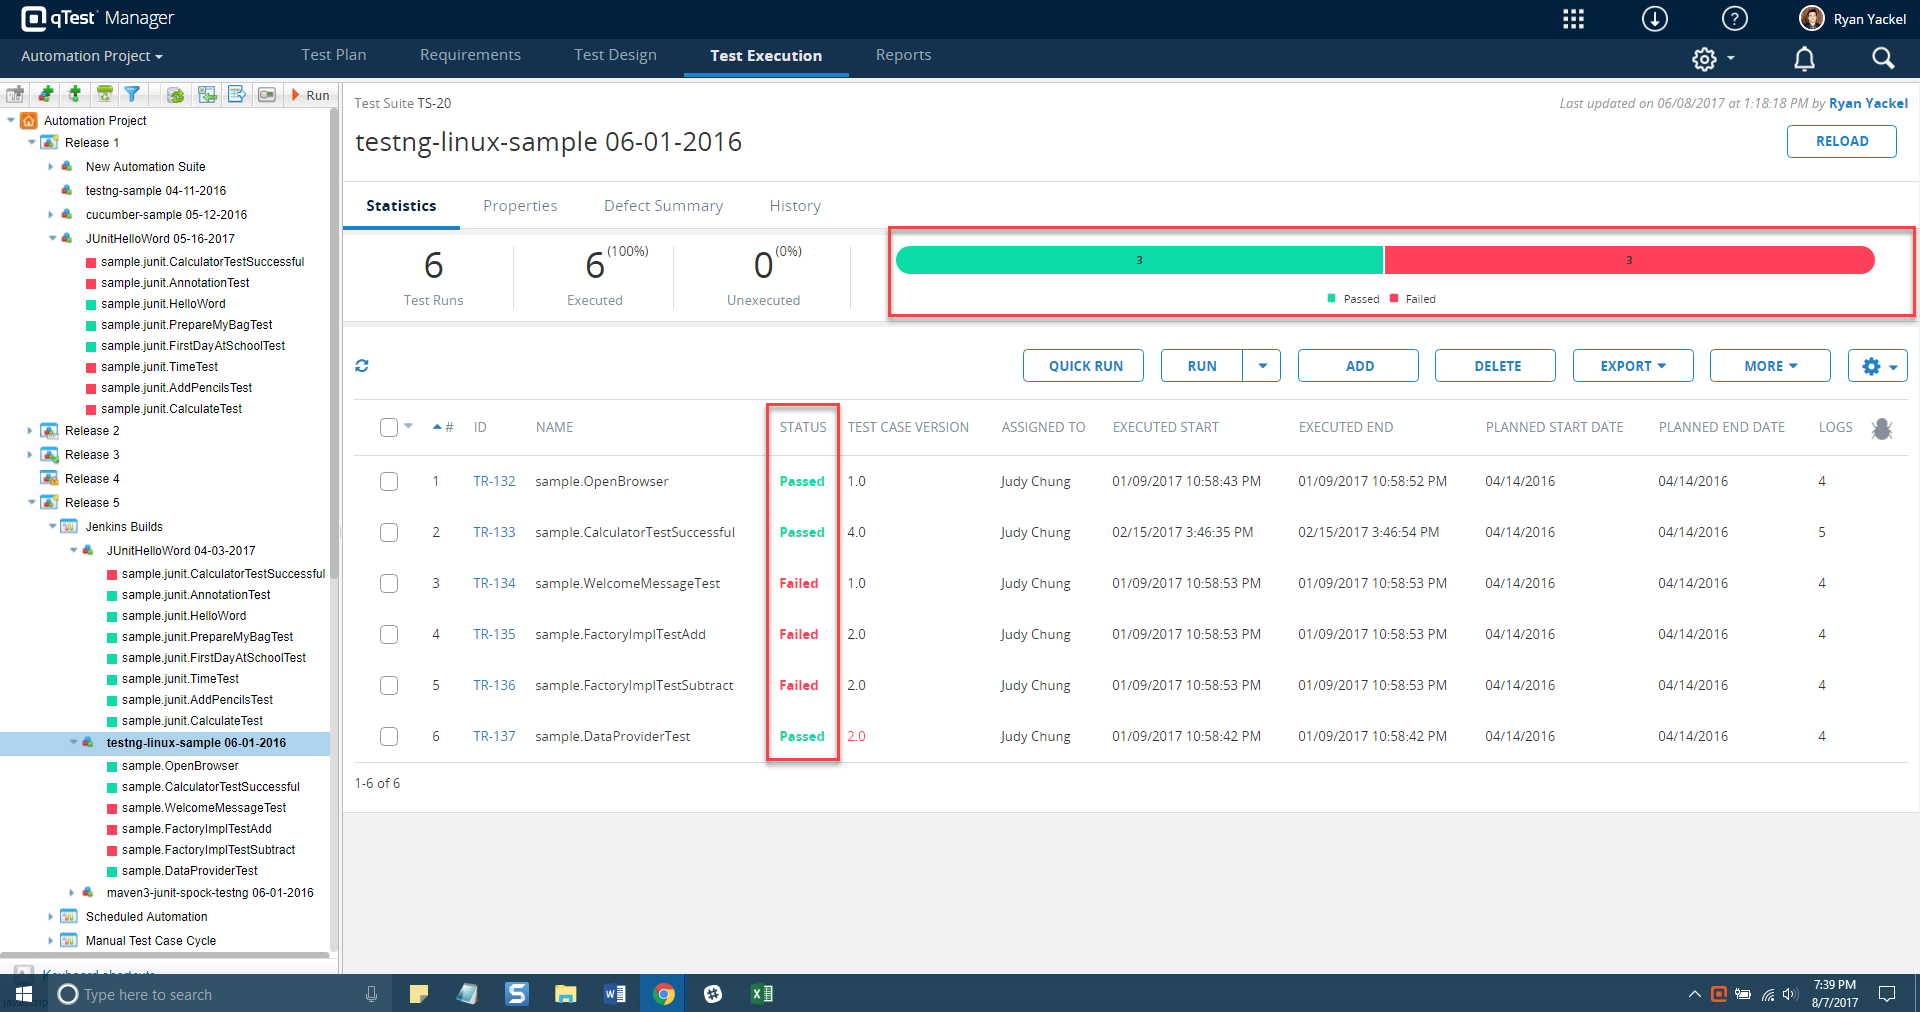 qTest Manager
Ryan Yackel
Automation Project
Test Plan
Requirements
Test Design
Test Execution
Reports
Run
Automation Project
Release 1
New Automation Suite
testng-sample 04-11-2016
cucumber-sample 05-12-2016
JUnitHelloWord 05-16-2017
sample.junit.CalculatorTestSuccessful
sample.junit.AnnotationTest
sample.junit.HelloWord
sample.junit.PrepareMyBagTest
sample.junit.FirstDayAtSchoolTest
sample.junit.TimeTest
sample.junit.AddPencilsTest
sample.junit.CalculateTest
Release 2
Release 3
Release 4
Release 5
Jenkins Builds
JUnitHelloWord 04-03-2017
sample.junit.CalculatorTestSuccessful
sample.junit.AnnotationTest
sample.junit.HelloWord
sample.junit.PrepareMyBagTest
sample.junit.FirstDayAtSchoolTest
sample.junit.TimeTest
sample.junit.AddPencilsTest
sample.junit.CalculateTest
testng-linux-sample 06-01-2016
sample.OpenBrowser
sample.CalculatorTestSuccessful
sample.WelcomeMessageTest
sample.FactoryImplTestAdd
sample.FactoryImplTestSubtract
sample.DataProviderTest
maven3-junit-spock-testng 06-01-2016
Scheduled Automation
Manual Test Case Cycle
Test Suite TS-20
Last updated on 06/08/2017 at 1:18:18 PM by Ryan Yackel
testng-linux-sample 06-01-2016
RELOAD
Statistics
Properties
Defect Summary
History
6
Test Runs
6 (100%)
Executed
0 (0%)
Unexecuted
3 3
Passed Failed
QUICK RUN
RUN
ADD
DELETE
EXPORT
MORE
# ID NAME STATUS TEST CASE VERSION ASSIGNED TO EXECUTED START EXECUTED END PLANNED START DATE PLANNED END DATE LOGS
1 TR-132 sample.OpenBrowser Passed 1.0 Judy Chung 01/09/2017 10:58:43 PM 01/09/2017 10:58:52 PM 04/14/2016 04/14/2016 4
2 TR-133 sample.CalculatorTestSuccessful Passed 4.0 Judy Chung 02/15/2017 3:46:35 PM 02/15/2017 3:46:54 PM 04/14/2016 04/14/2016 5
3 TR-134 sample.WelcomeMessageTest Failed 1.0 Judy Chung 01/09/2017 10:58:53 PM 01/09/2017 10:58:53 PM 04/14/2016 04/14/2016 4
4 TR-135 sample.FactoryImplTestAdd Failed 2.0 Judy Chung 01/09/2017 10:58:53 PM 01/09/2017 10:58:53 PM 04/14/2016 04/14/2016 4
5 TR-136 sample.FactoryImplTestSubtract Failed 2.0 Judy Chung 01/09/2017 10:58:53 PM 01/09/2017 10:58:53 PM 04/14/2016 04/14/2016 4
6 TR-137 sample.DataProviderTest Passed 2.0 Judy Chung 01/09/2017 10:58:42 PM 01/09/2017 10:58:42 PM 04/14/2016 04/14/2016 4
1-6 of 6
Type here to search
7:39 PM
8/7/2017